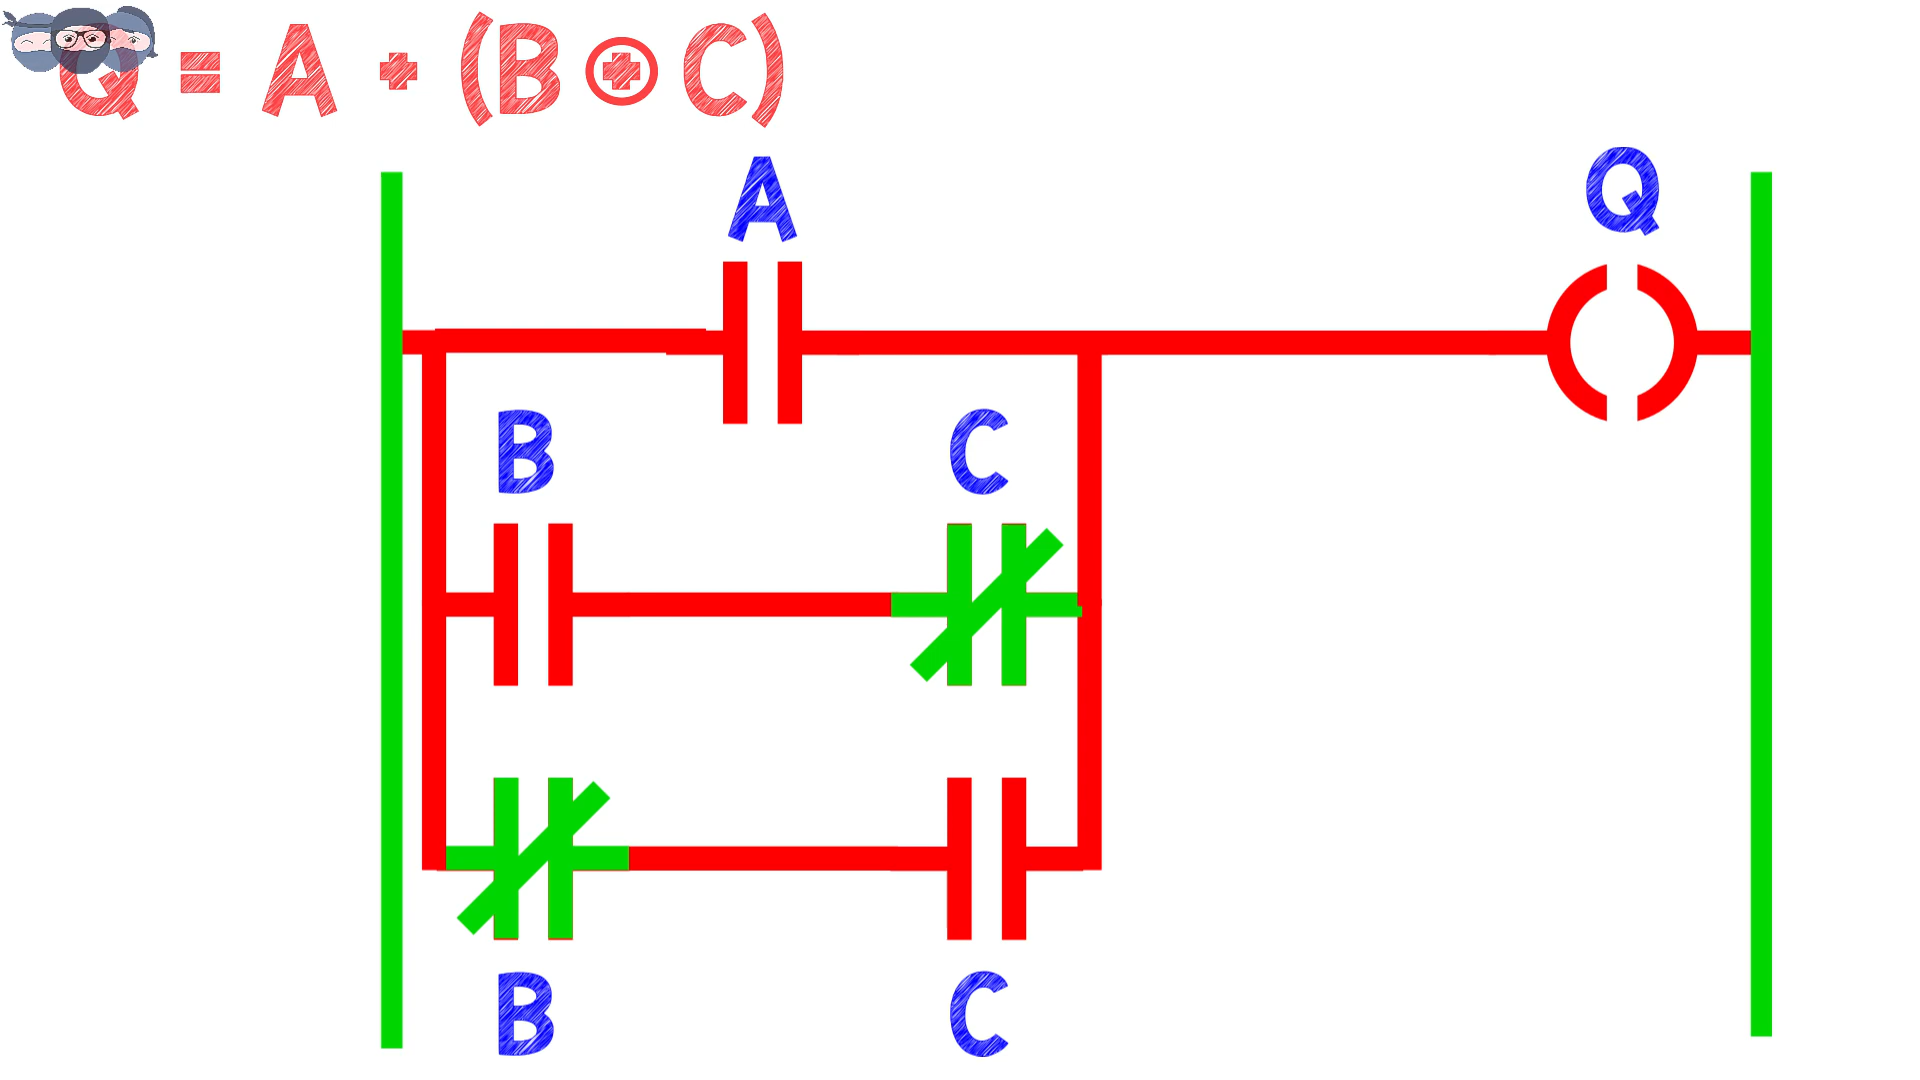 Q = A + (B ⊕ C)
A
Q
B
C
B
C